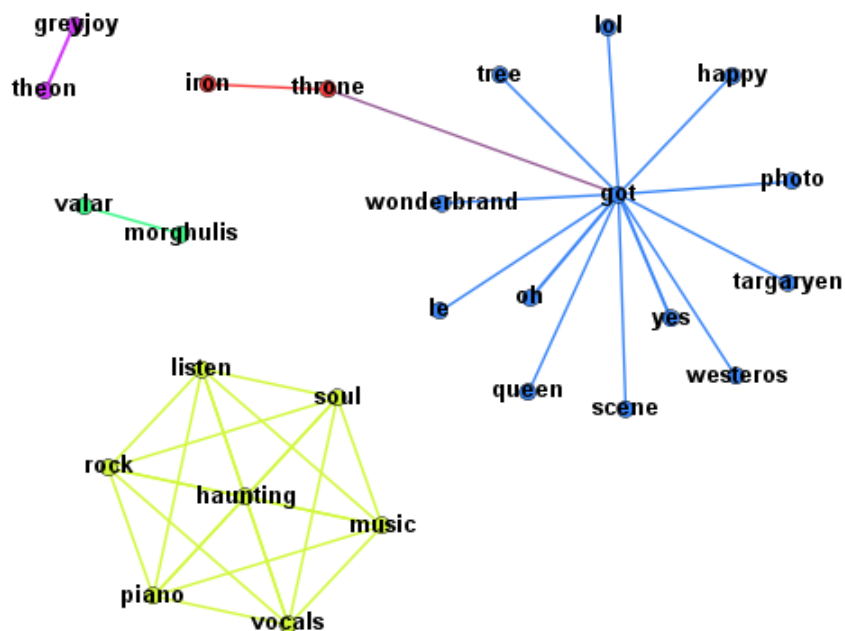 greyjoy
lol
tree
happy
theon
iron
throne
photo
wonderbrand
got
valar
morghulis
targaryen
le
oh
yes
listen
westeros
soul
queen
scene
rock
haunting
music
piano
vocals